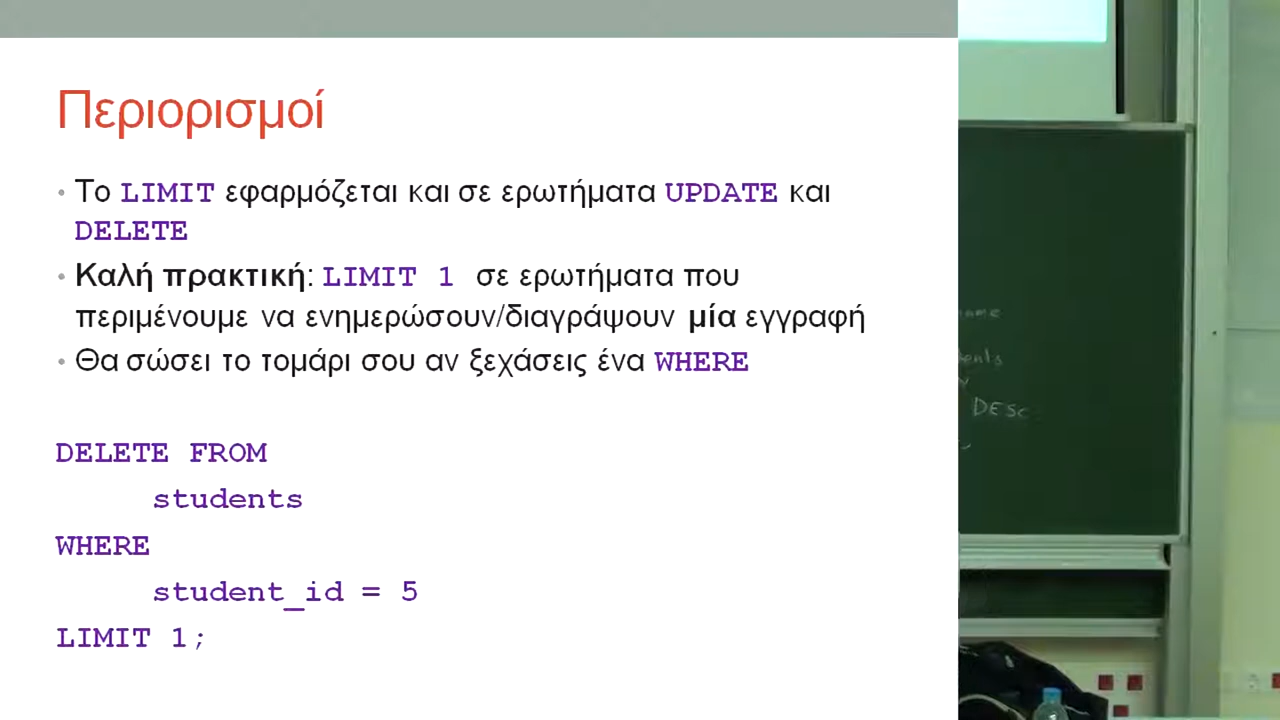 Περιορισμοί
• Το LIMIT εφαρμόζεται και σε ερωτήματα UPDATE και
DELETE
• Καλή πρακτική: LIMIT 1 σε ερωτήματα που
περιμένουμε να ενημερώσουν/διαγράψουν μία εγγραφή
• Θα σώσει το τομάρι σου αν ξεχάσεις ένα WHERE
DELETE FROM
students
WHERE
student_id = 5
LIMIT 1;
DESC